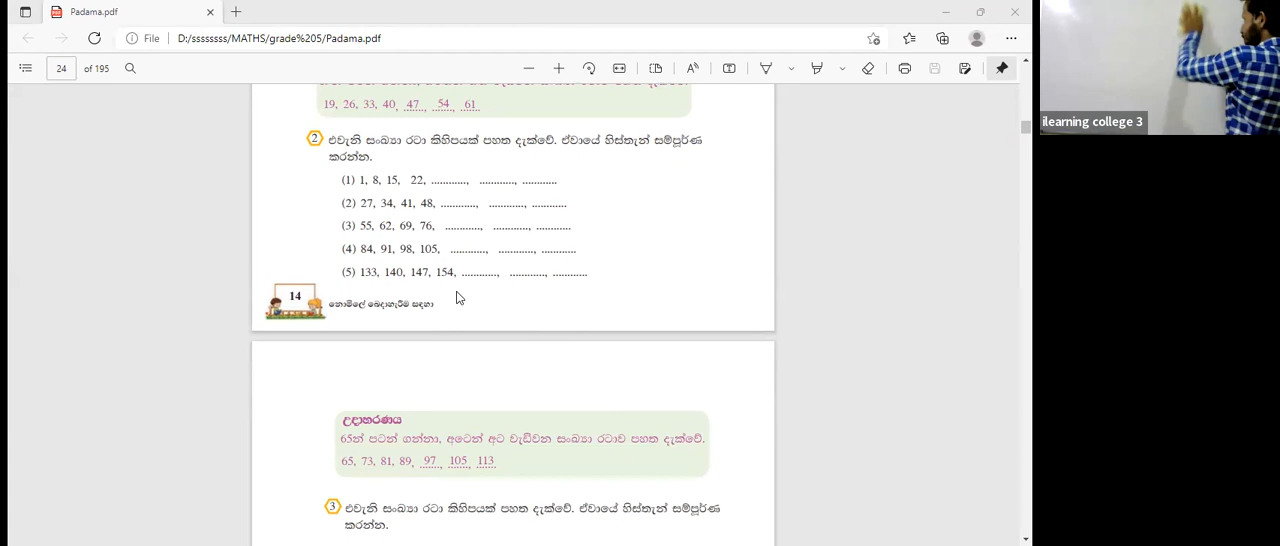 Padama.pdf
File D:/ssssssss/MATHS/grade%205/Padama.pdf
24 of 195
ilearning college 3
19, 26, 33, 40, 47, 54, 61
2 එවැනි සංඛ්‍යා රටා කිහිපයක් පහත දැක්වේ. ඒවායේ හිස්තැන් සම්පූර්ණ
කරන්න.
(1) 1, 8, 15, 22, ............, ............, ............
(2) 27, 34, 41, 48, ............, ............, ............
(3) 55, 62, 69, 76, ............, ............, ............
(4) 84, 91, 98, 105, ............, ............, ............
(5) 133, 140, 147, 154, ............, ............, ............
14 නොමිලේ බෙදාහැරීම සඳහා
උදාහරණය
65න් පටන් ගන්නා, අටෙන් අට වැඩිවන සංඛ්‍යා රටාව පහත දැක්වේ.
65, 73, 81, 89, 97, 105, 113
3 එවැනි සංඛ්‍යා රටා කිහිපයක් පහත දැක්වේ. ඒවායේ හිස්තැන් සම්පූර්ණ
කරන්න.